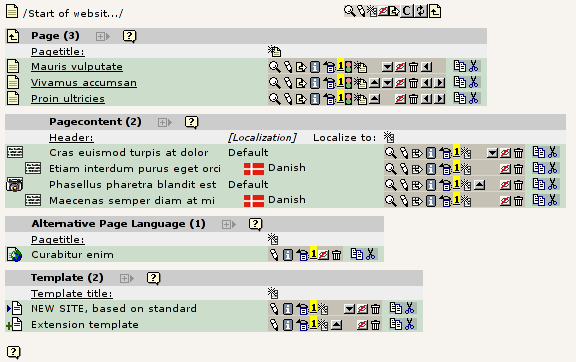 /Start of websit.../
Page (3)
Pagetitle:
Mauris vulputate
Vivamus accumsan
Proin ultricies
Pagecontent (2)
Header: [Localization] Localize to:
Cras euismod turpis at dolor Default
Etiam interdum purus eget orci Danish
Phasellus pharetra blandit est Default
Maecenas semper diam at mi Danish
Alternative Page Language (1)
Pagetitle:
Curabitur enim
Template (2)
Template title:
NEW SITE, based on standard
Extension template